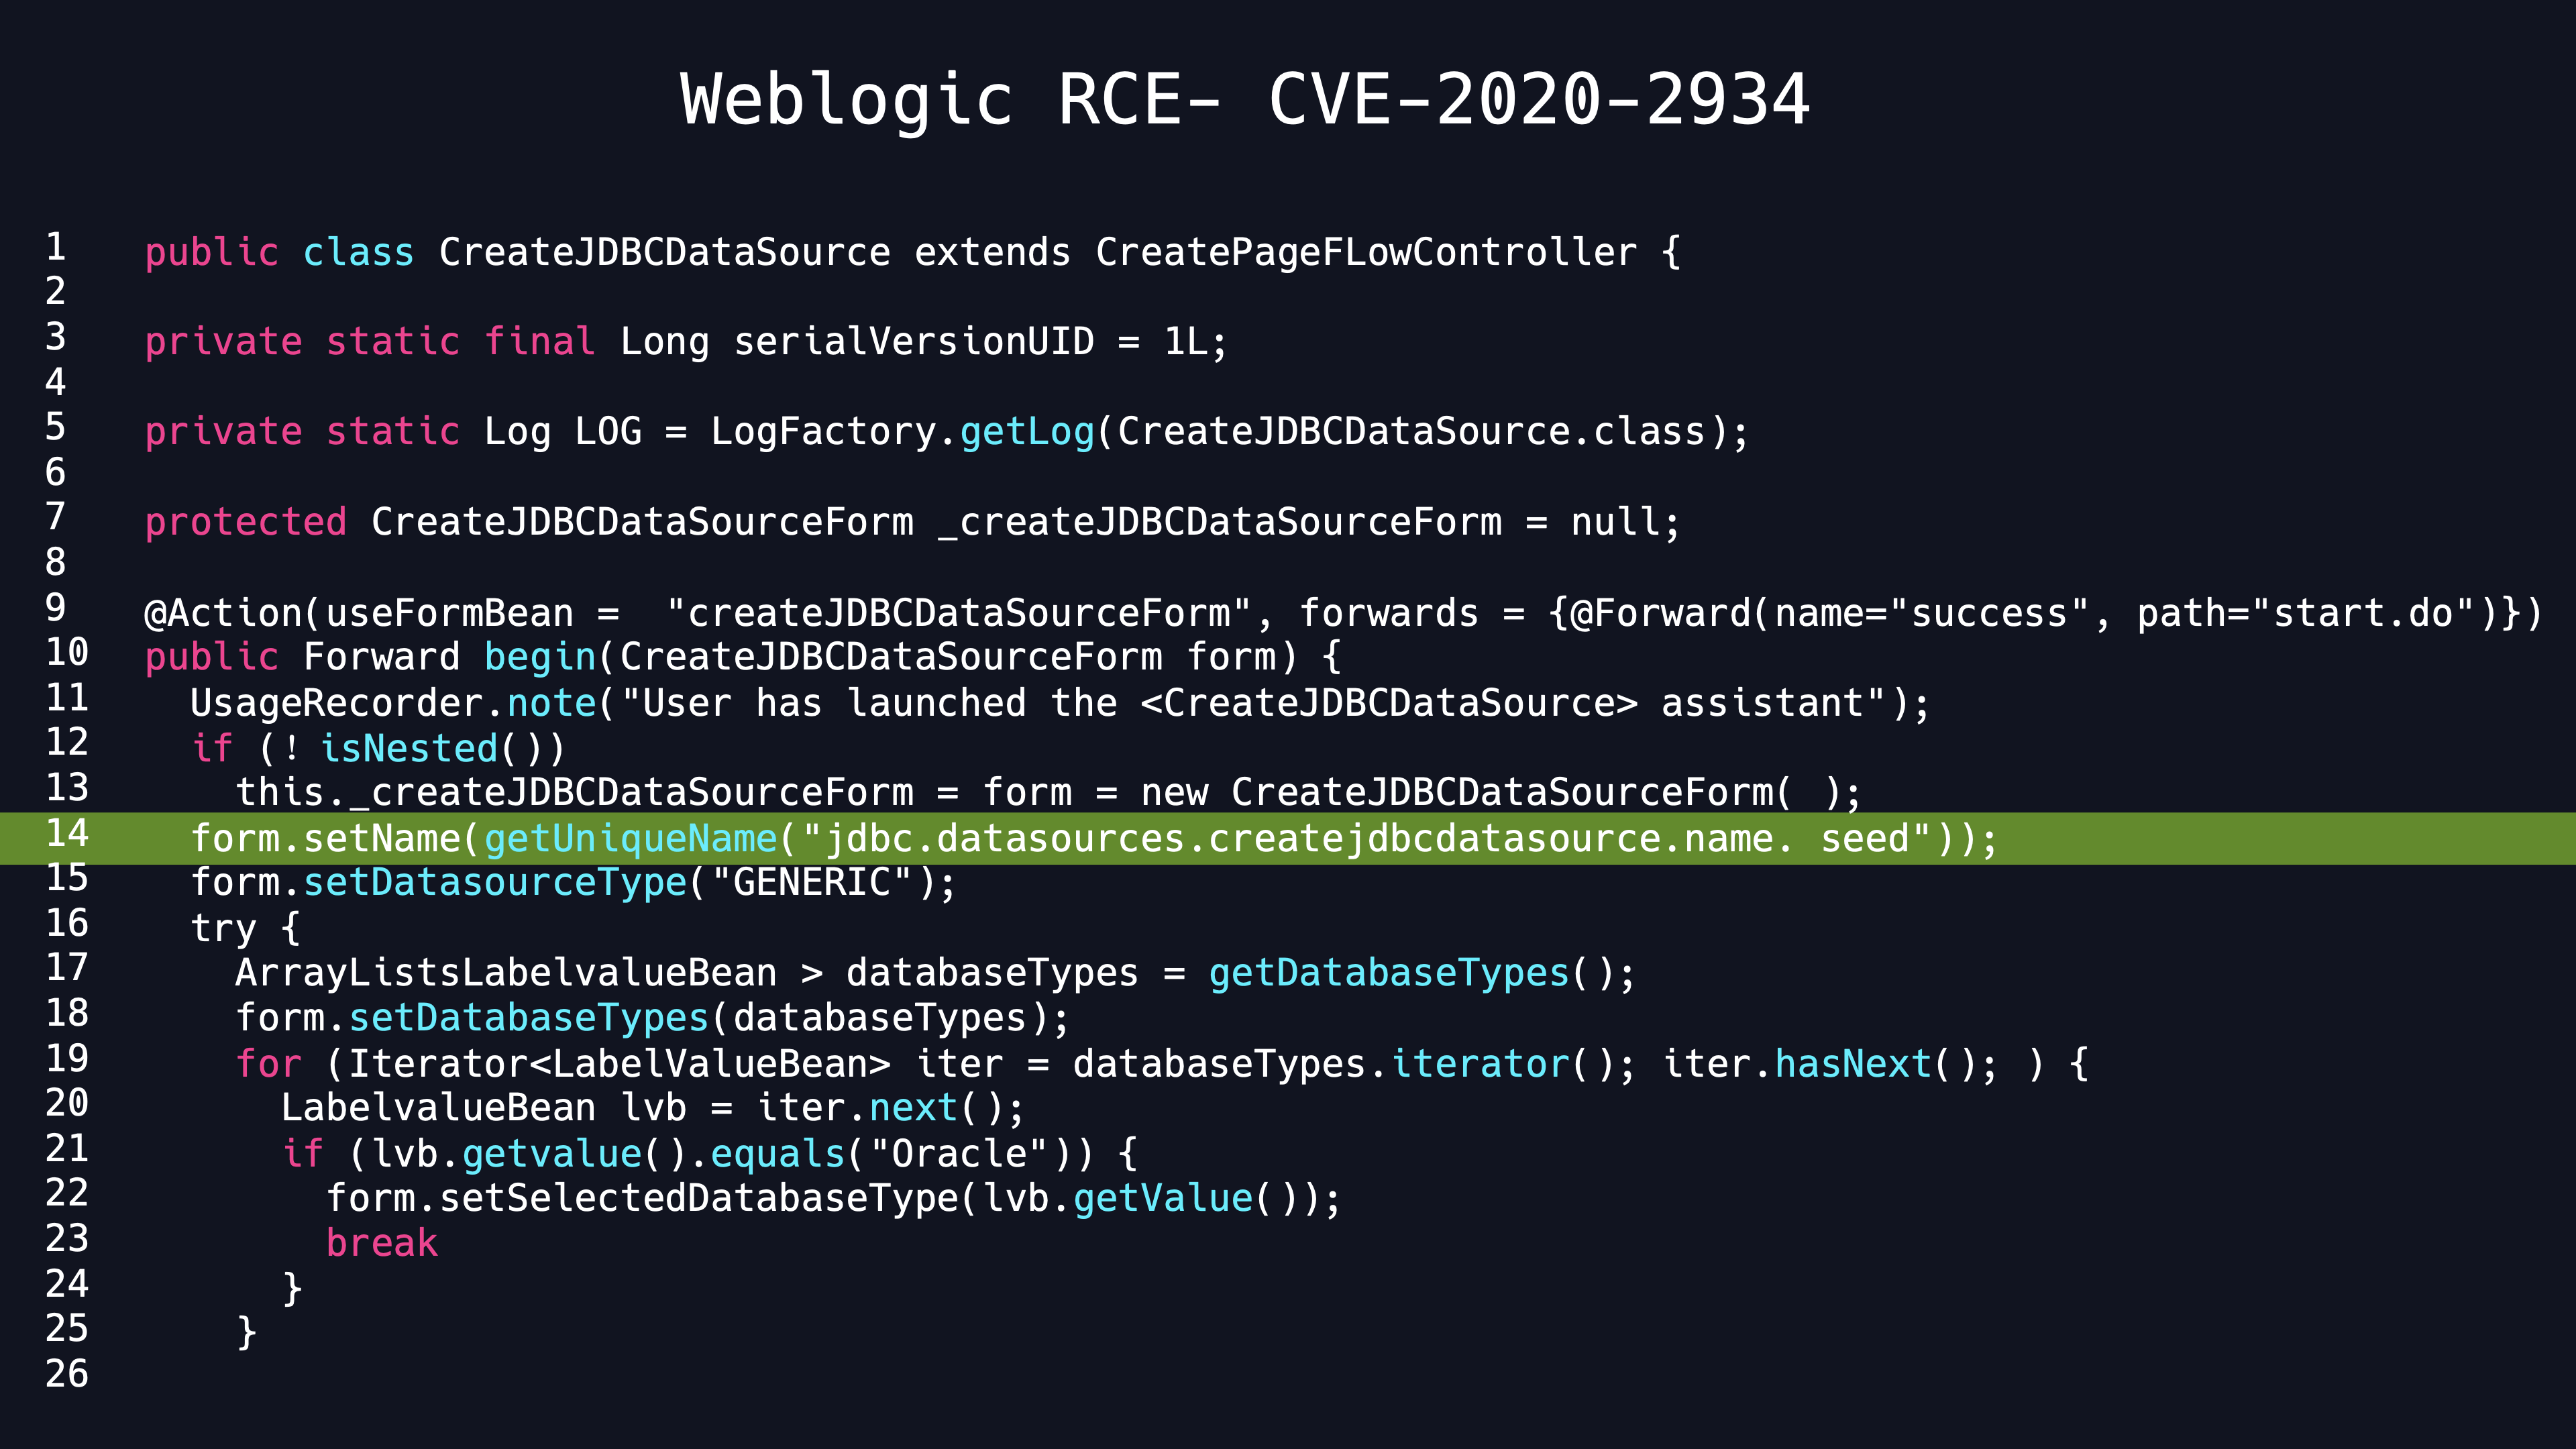 Weblogic RCE- CVE-2020-2934
1 public class CreateJDBCDataSource extends CreatePageFLowController {
2
3 private static final Long serialVersionUID = 1L;
4
5 private static Log LOG = LogFactory.getLog(CreateJDBCDataSource.class);
6
7 protected CreateJDBCDataSourceForm _createJDBCDataSourceForm = null;
8
9 @Action(useFormBean =  "createJDBCDataSourceForm", forwards = {@Forward(name="success", path="start.do")})
10 public Forward begin(CreateJDBCDataSourceForm form) {
11   UsageRecorder.note("User has launched the <CreateJDBCDataSource> assistant");
12   if (! isNested())
13     this._createJDBCDataSourceForm = form = new CreateJDBCDataSourceForm( );
14   form.setName(getUniqueName("jdbc.datasources.createjdbcdatasource.name. seed"));
15   form.setDatasourceType("GENERIC");
16   try {
17     ArrayListsLabelvalueBean > databaseTypes = getDatabaseTypes();
18     form.setDatabaseTypes(databaseTypes);
19     for (Iterator<LabelValueBean> iter = databaseTypes.iterator(); iter.hasNext(); ) {
20       LabelvalueBean lvb = iter.next();
21       if (lvb.getvalue().equals("Oracle")) {
22         form.setSelectedDatabaseType(lvb.getValue());
23         break
24       }
25     }
26